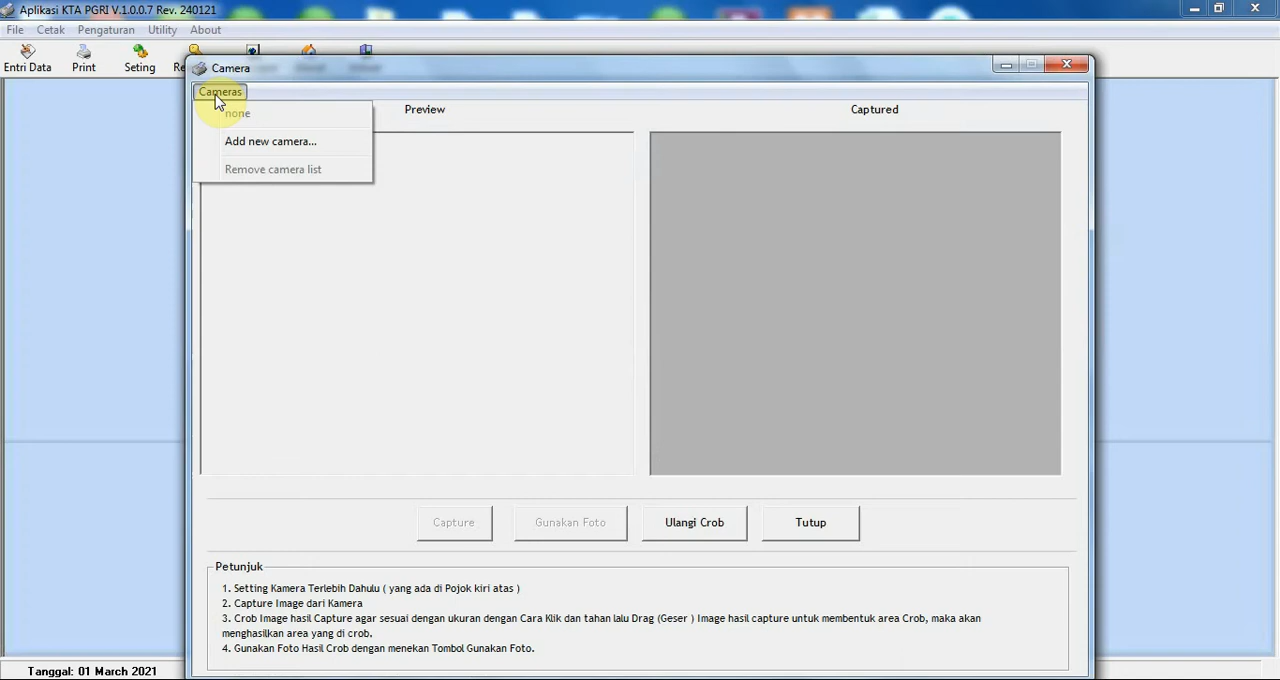 Aplikasi KTA PGRI V.1.0.0.7 Rev. 240121
File Cetak Pengaturan Utility About
Entri Data Print Seting
Camera
Cameras
none
Add new camera...
Remove camera list
Preview Captured
Capture Gunakan Foto Ulangi Crob Tutup
Petunjuk
1. Setting Kamera Terlebih Dahulu ( yang ada di Pojok kiri atas )
2. Capture Image dari Kamera
3. Crob Image hasil Capture agar sesuai dengan ukuran dengan Cara Klik dan tahan lalu Drag (Geser ) Image hasil capture untuk membentuk area Crob, maka akan
menghasilkan area yang di crob.
4. Gunakan Foto Hasil Crob dengan menekan Tombol Gunakan Foto.
Tanggal: 01 March 2021